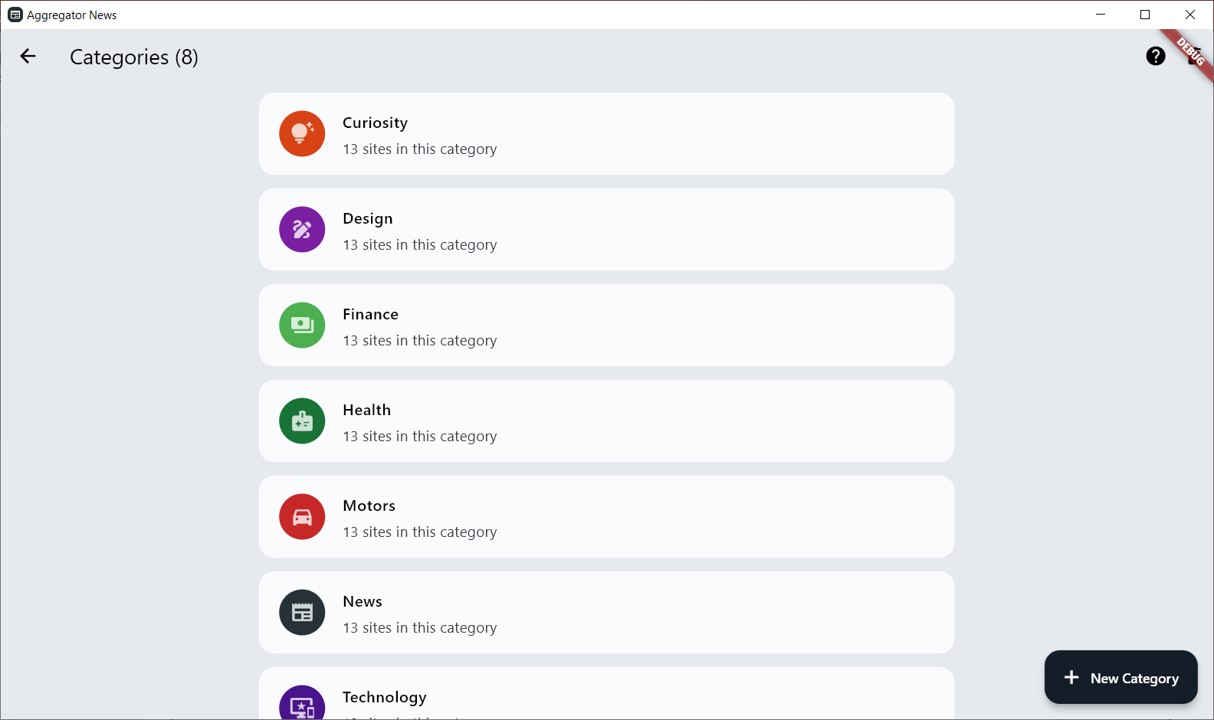 Aggregator News
Categories (8)
DEBUG
Curiosity
13 sites in this category
Design
13 sites in this category
Finance
13 sites in this category
Health
13 sites in this category
Motors
13 sites in this category
News
13 sites in this category
Technology
New Category